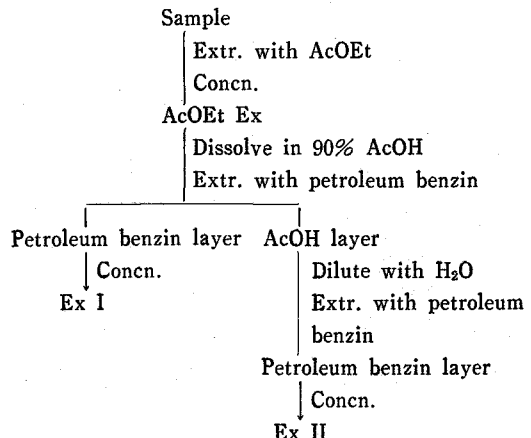 Sample
Extr. with AcOEt
Concn.
AcOEt Ex
Dissolve in 90% AcOH
Extr. with petroleum benzin
Petroleum benzin layer
Concn.
Ex I
AcOH layer
Dilute with H₂O
Extr. with petroleum
benzin
Petroleum benzin layer
Concn.
Ex II